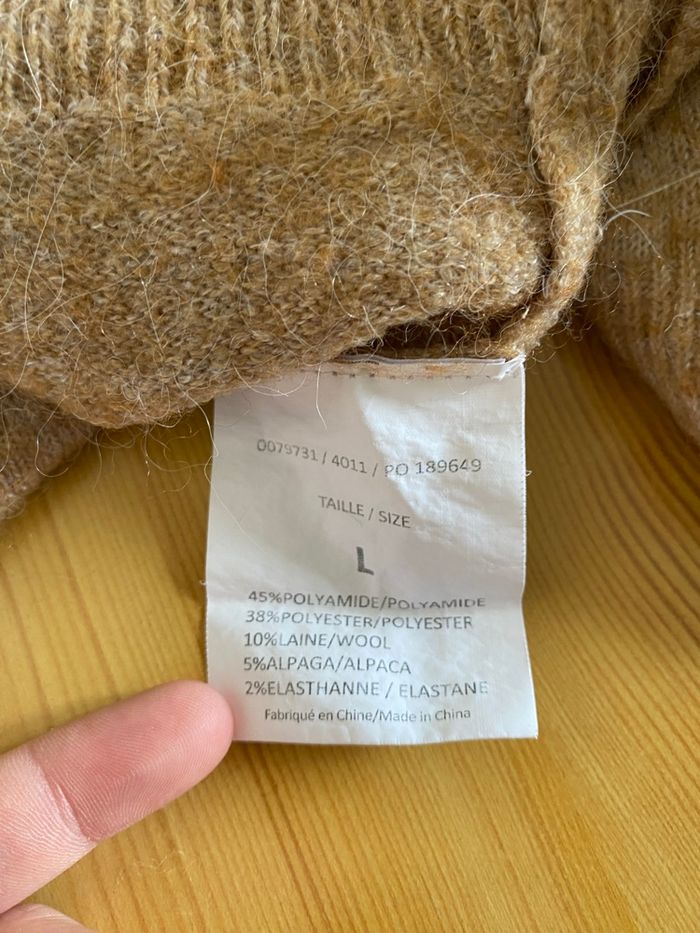 0079731 / 4011 / PO 189649
TAILLE / SIZE
L
45%POLYAMIDE/POLYAMIDE
38%POLYESTER/POLYESTER
10%LAINE/WOOL
5%ALPAGA/ALPACA
2%ELASTHANNE / ELASTANE
Fabriqué en Chine/Made in China